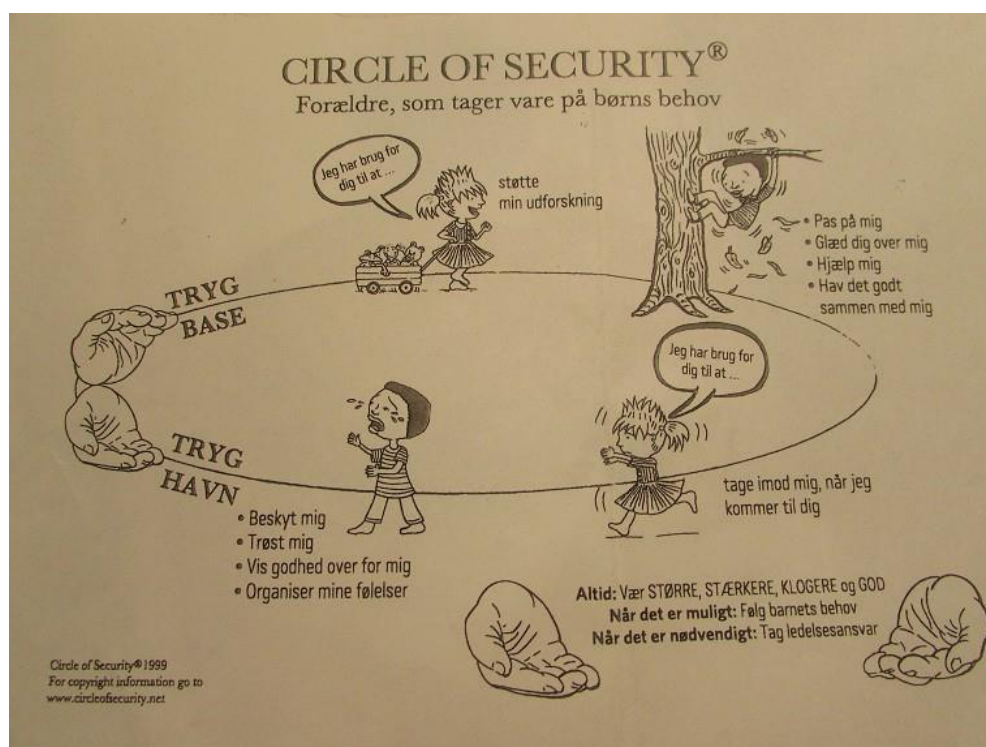 CIRCLE OF SECURITY®
Forældre, som tager vare på børns behov
Jeg har brug for
dig til at ...
støtte
min udforskning
• Pas på mig
• Glæd dig over mig
• Hjælp mig
• Hav det godt
sammen med mig
TRYG
BASE
Jeg har brug for
dig til at ...
tage imod mig, når jeg
kommer til dig
TRYG
HAVN
• Beskyt mig
• Trøst mig
• Vis godhed over for mig
• Organiser mine følelser
Altid: Vær STØRRE, STÆRKERE, KLOGERE og GOD
Når det er muligt: Følg barnets behov
Når det er nødvendigt: Tag ledelsesansvar
Circle of Security®1999
For copyright information go to
www.circleofsecurity.net